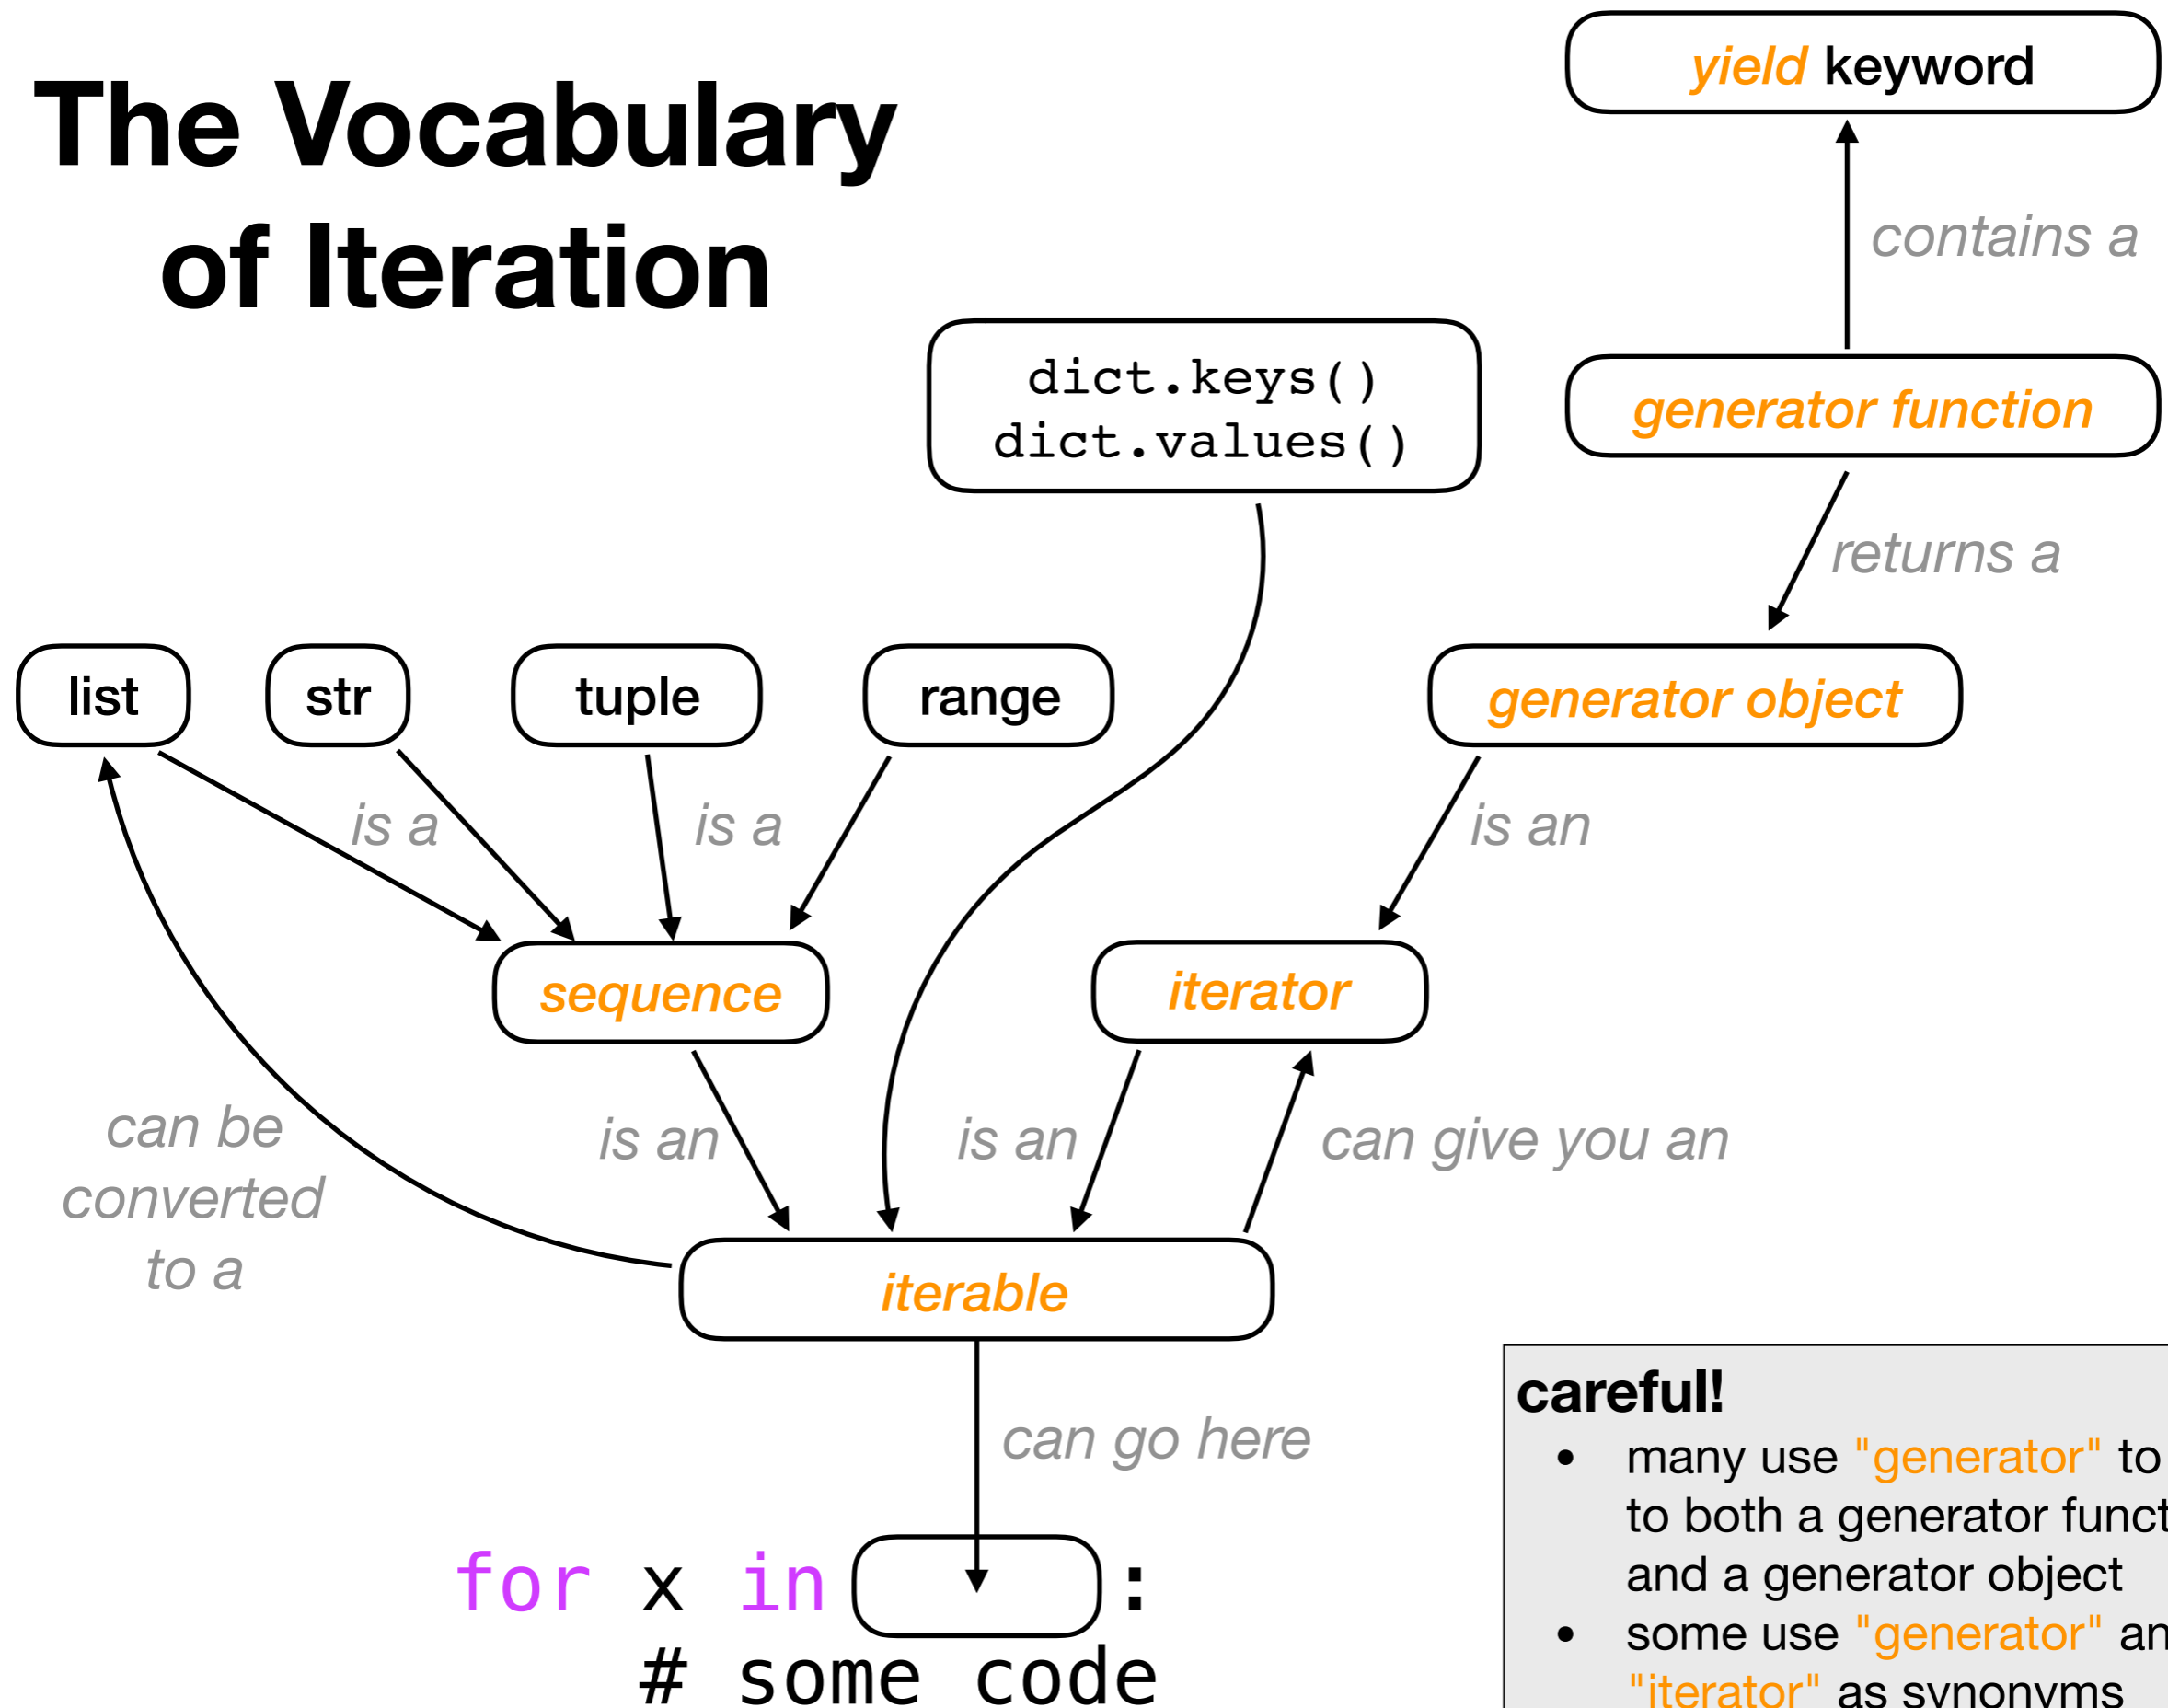 The Vocabulary
of Iteration
yield keyword
contains a
dict.keys()
dict.values()
generator function
returns a
list
str
tuple
range
generator object
is a
is a
is an
sequence
iterator
can be
converted
to a
is an
is an
can give you an
iterable
can go here
for x in :
# some code
careful!
• many use "generator" to
to both a generator
and a generator object
• some use "generator"
"iterator" as synonyms